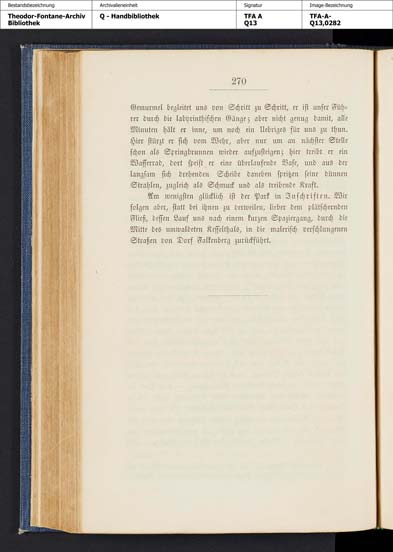 Bestandsbezeichnung Archivalieneinheit Signatur Image-Bezeichnung
Theodor-Fontane-Archiv Q - Handbibliothek TFA A TFA-A-
Bibliothek Q13 Q13,0282
270
Gemurmel begleitet uns von Schritt zu Schritt, er ist unser Füh-
rer durch die labyrinthischen Gänge; aber nicht genug damit, alle
Minuten hält er inne, um noch ein Uebriges für uns zu thun.
Hier stürzt er sich vom Wehr, aber nur um an nächster Stelle
schon als Springbrunnen wieder aufzusteigen; hier treibt er ein
Wasserrad, dort speist er eine überlaufende Vase, und aus der
langsam sich drehenden Scheibe daneben spritzen seine dünnen
Strahlen, zugleich als Schmuck und als treibende Kraft.
Am wenigsten glücklich ist der Park in Inschriften. Wir
folgen aber, statt bei ihnen zu verweilen, lieber dem plätschernden
Fließ, dessen Lauf uns nach einem kurzen Spaziergang, durch die
Mitte des umwaldeten Kesselthals, in die malerisch verschlungenen
Straßen von Dorf Falkenberg zurückführt.